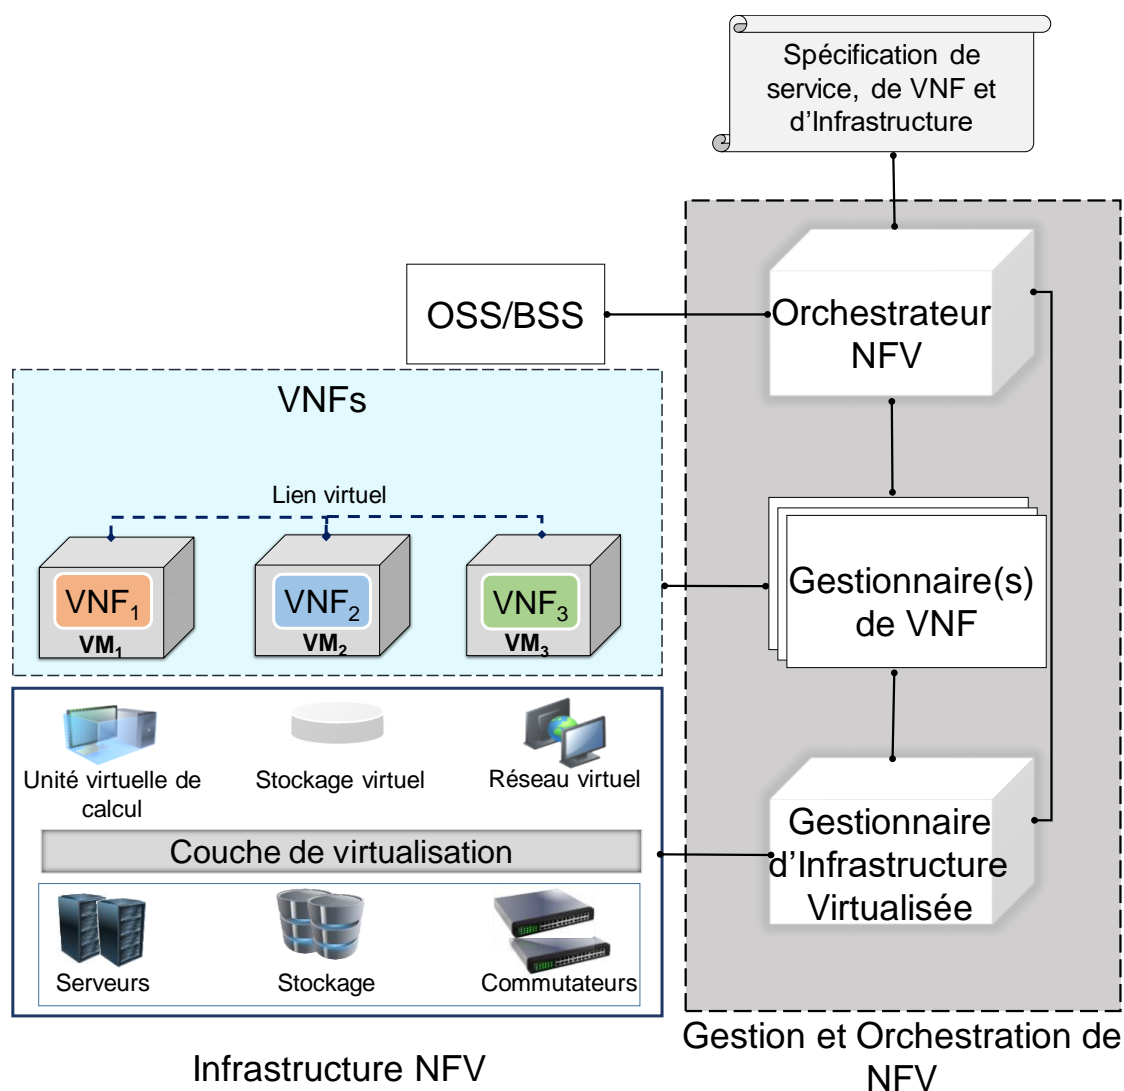 Spécification de
service, de VNF et
d’Infrastructure
OSS/BSS
Orchestrateur
NFV
VNFs
Lien virtuel
VNF₁
VM₁
VNF₂
VM₂
VNF₃
VM₃
Gestionnaire(s)
de VNF
Unité virtuelle de
calcul
Stockage virtuel
Réseau virtuel
Couche de virtualisation
Gestionnaire
d’Infrastructure
Virtualisée
Serveurs
Stockage
Commutateurs
Infrastructure NFV
Gestion et Orchestration de
NFV